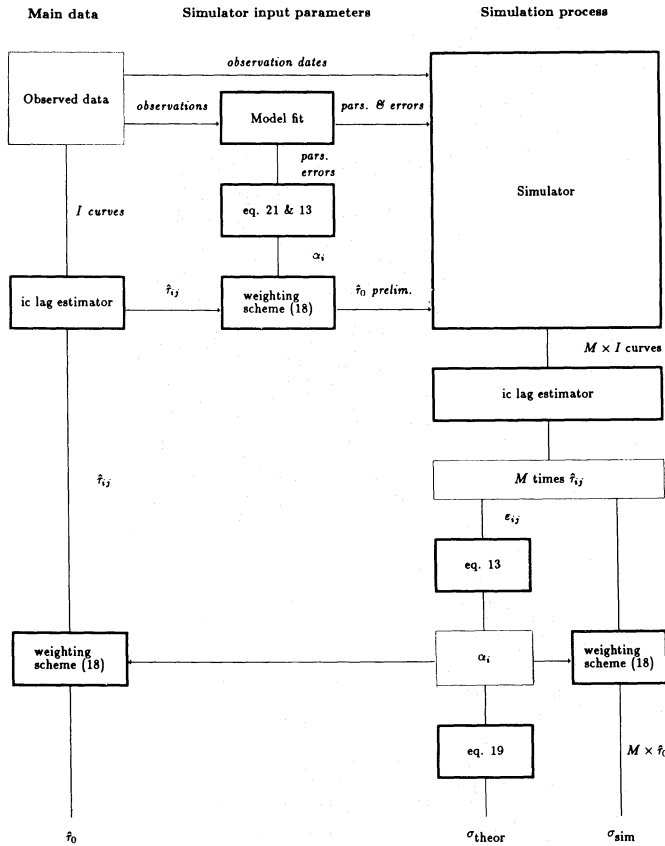 Main data
Simulator input parameters
Simulation process
observation dates
Observed data
observations
Model fit
pars. & errors
pars.
errors
Simulator
I curves
eq. 21 & 13
αᵢ
ic lag estimator
τ̂ᵢⱼ
weighting
scheme (18)
τ̂₀ prelim.
M × I curves
ic lag estimator
τ̂ᵢⱼ
M times τ̂ᵢⱼ
εᵢⱼ
eq. 13
weighting
scheme (18)
αᵢ
weighting
scheme (18)
eq. 19
M × τ̂₀
τ̂₀
σtheor
σsim